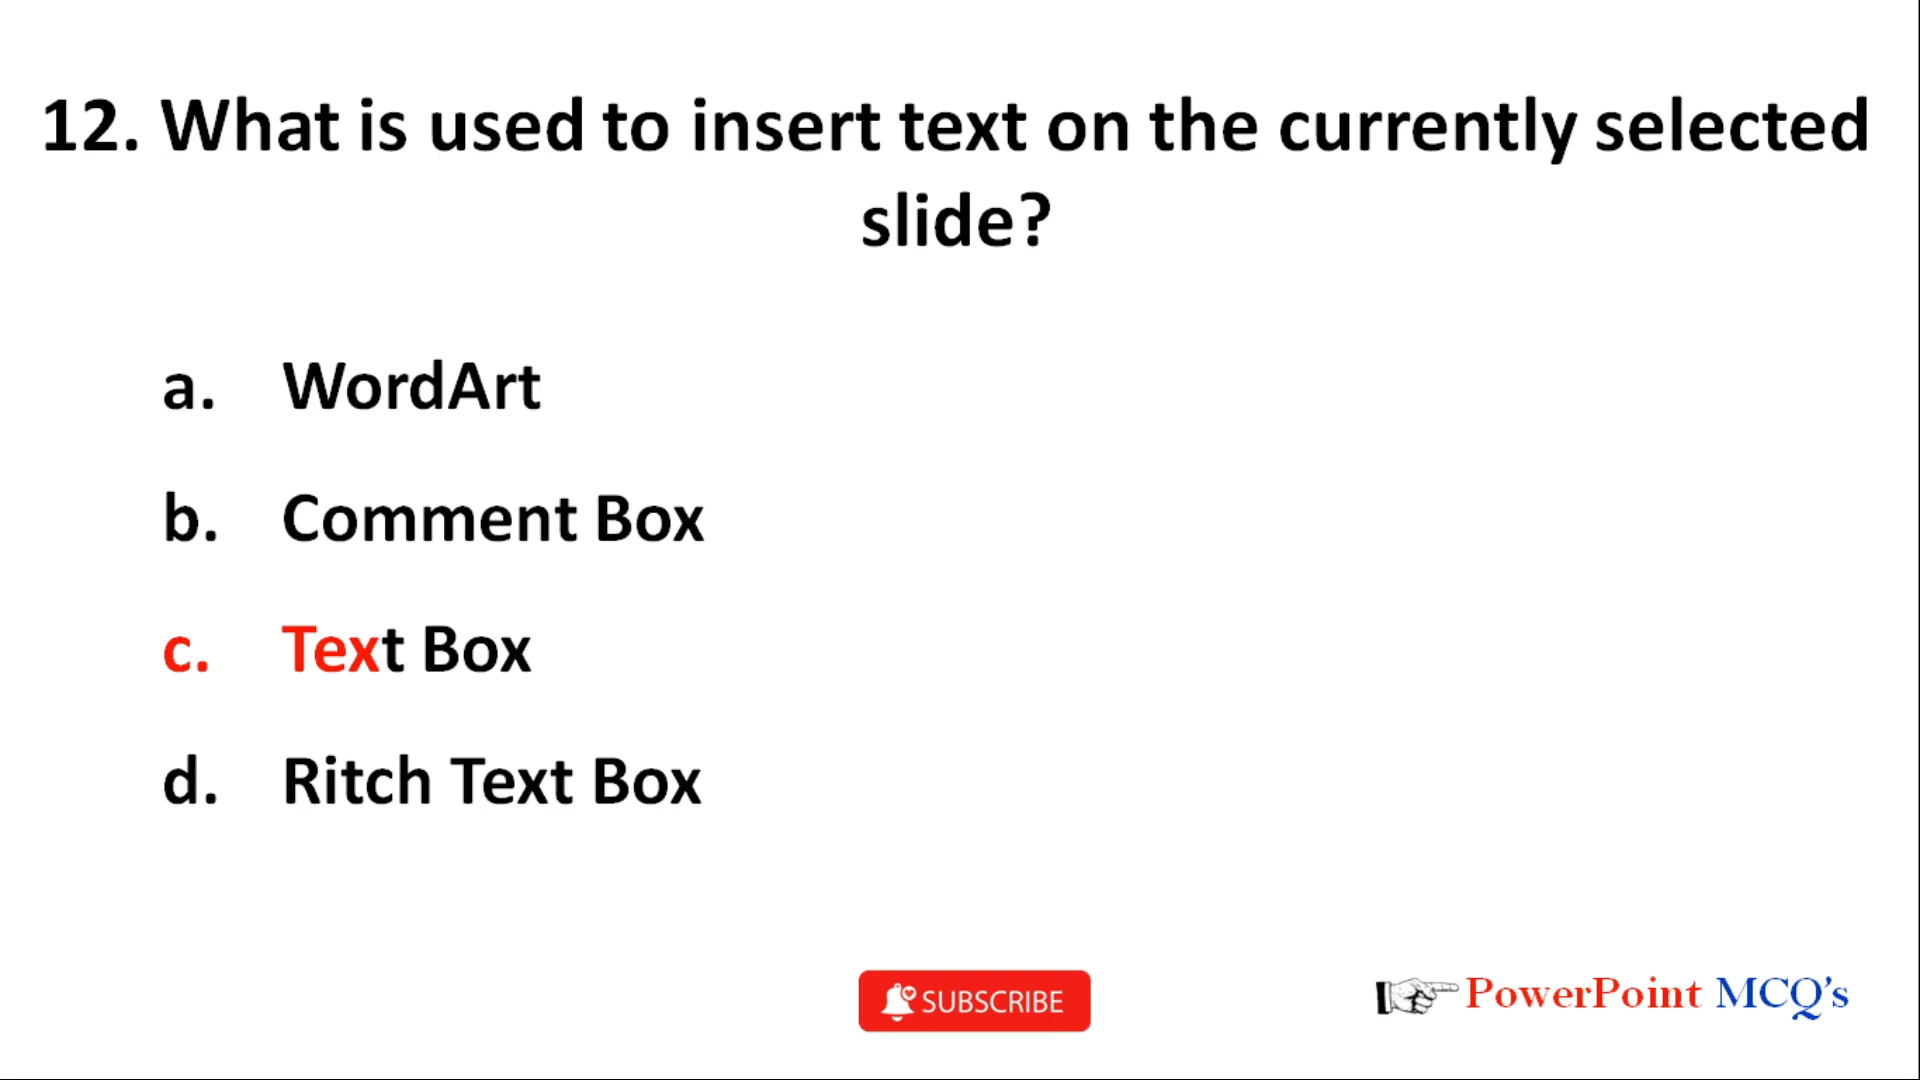 12. What is used to insert text on the currently selected
slide?
a. WordArt
b. Comment Box
c. Text Box
d. Ritch Text Box
SUBSCRIBE
PowerPoint MCQ's